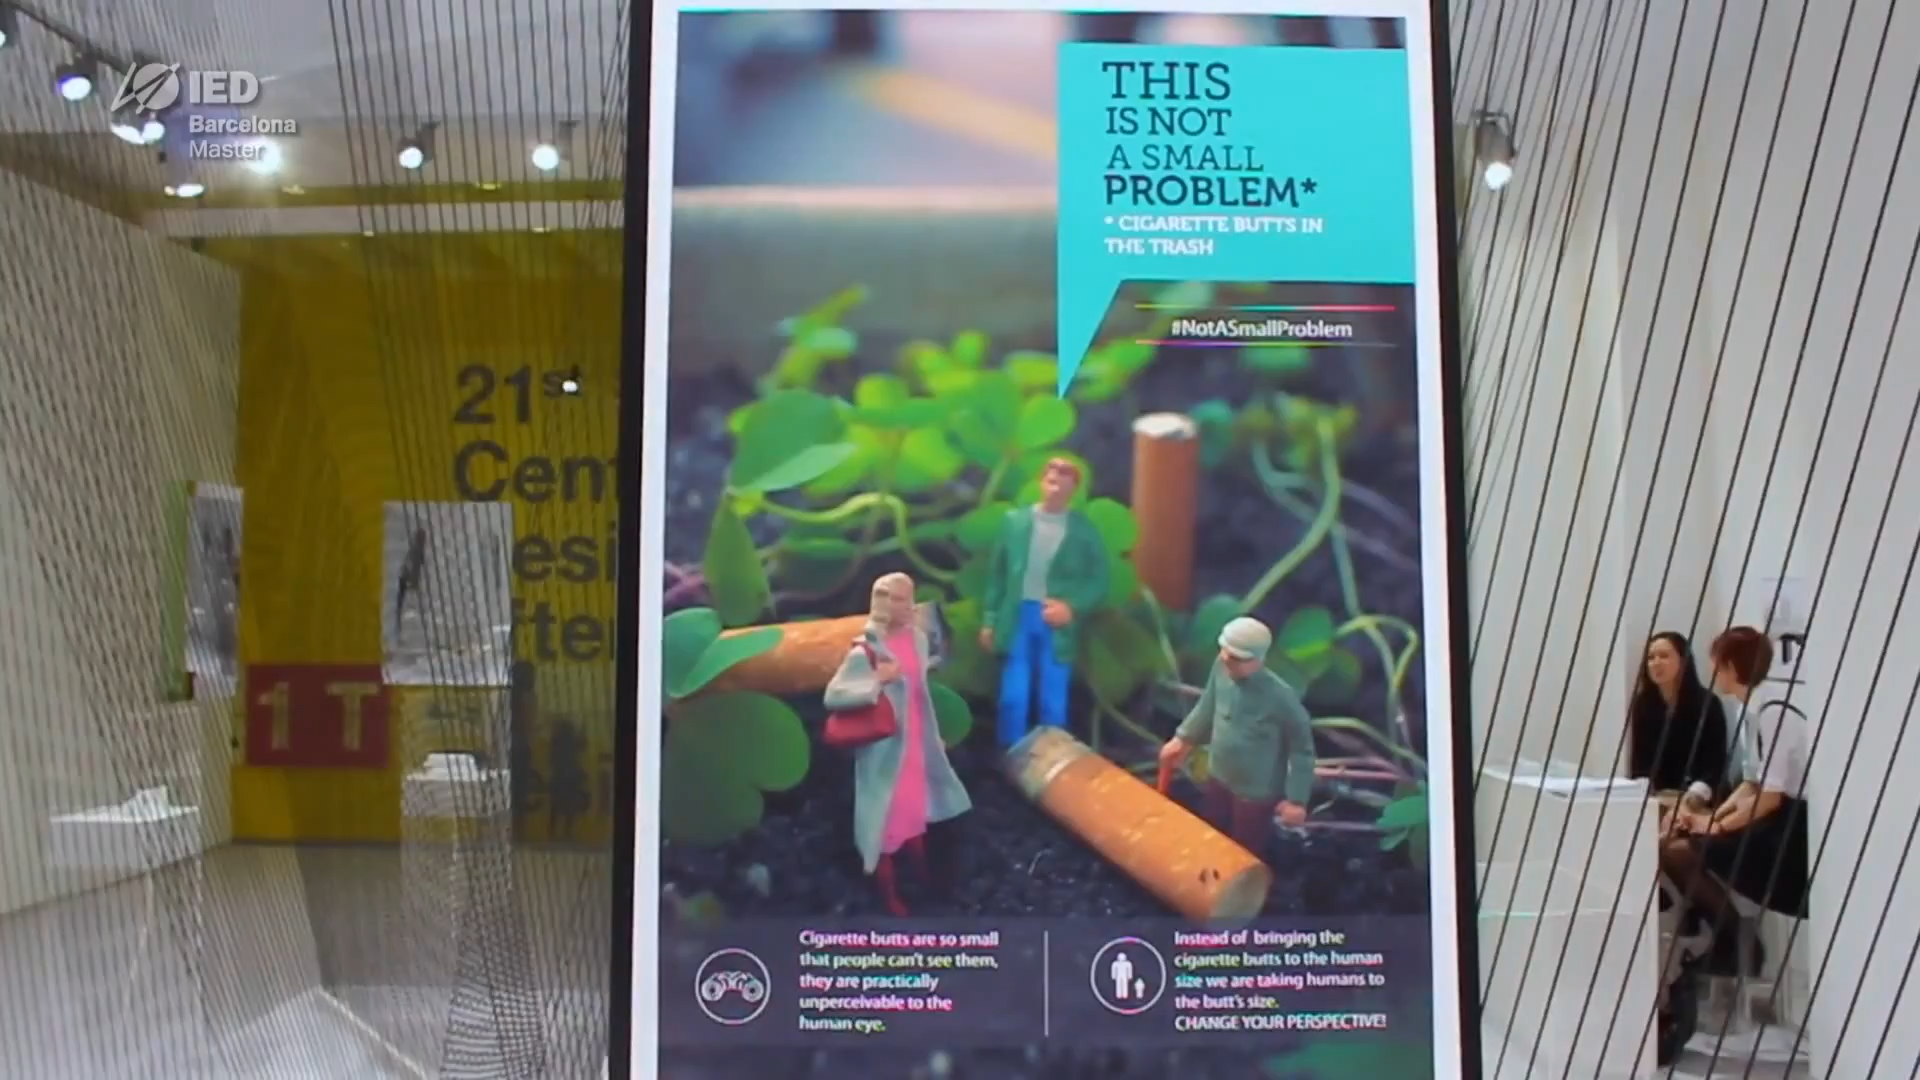 IED
Barcelona
Master
THIS
IS NOT
A SMALL
PROBLEM*
* CIGARETTE BUTTS IN
THE TRASH
#NotASmallProblem
21st
1 T
Cigarette butts are so small
that people can't see them,
they are practically
unperceivable to the
human eye.
Instead of bringing the
cigarette butts to the human
size we are taking humans to
the butt's size.
CHANGE YOUR PERSPECTIVE!